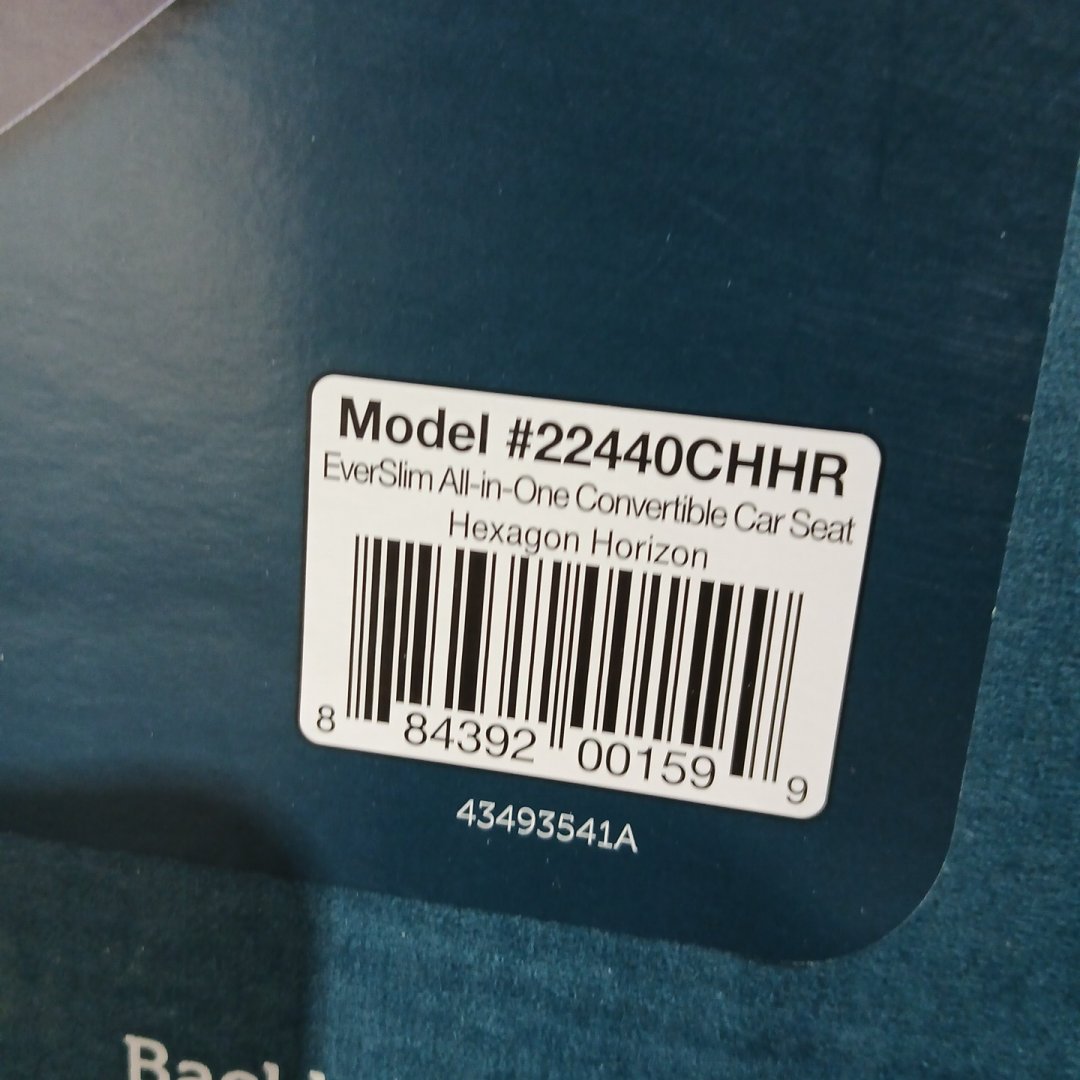 Model #22440CHHR
EverSlim All-in-One Convertible Car Seat
Hexagon Horizon
8 84392 00159 9
43493541A